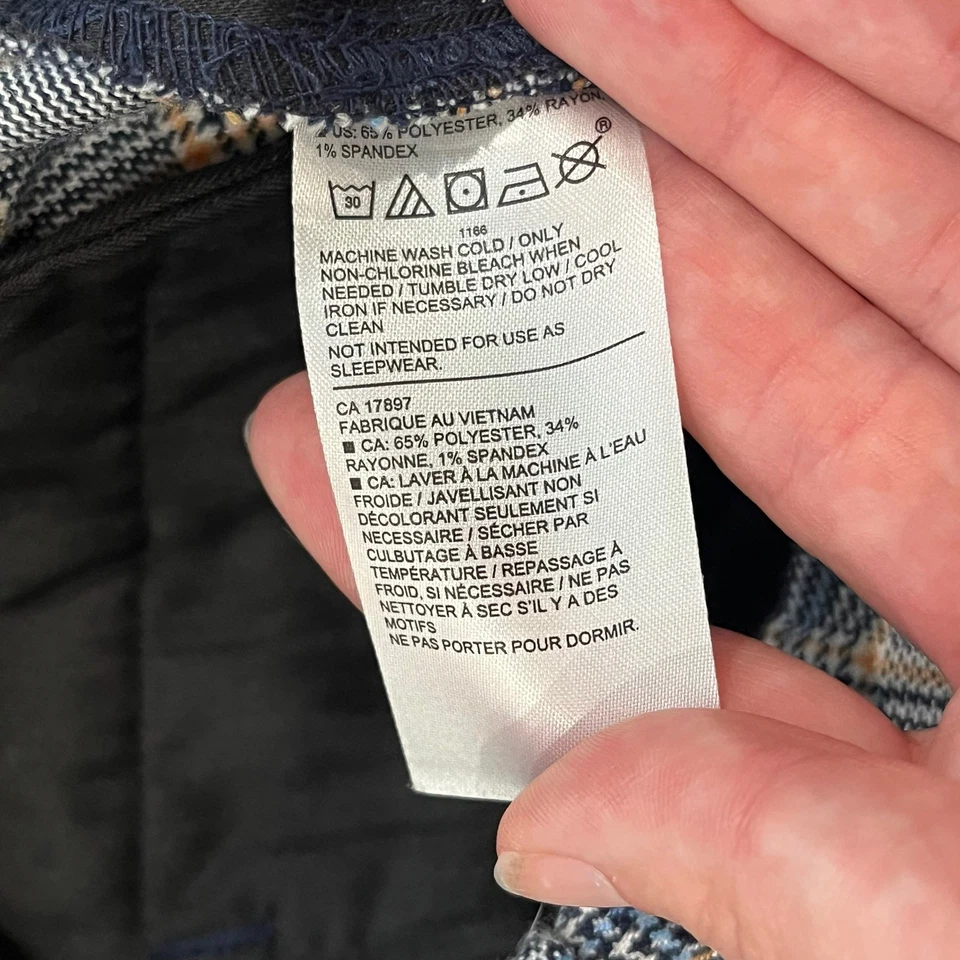 US: 65% POLYESTER, 34% RAYON,
1% SPANDEX
30
®
1166
MACHINE WASH COLD / ONLY
NON-CHLORINE BLEACH WHEN
NEEDED / TUMBLE DRY LOW / COOL
IRON IF NECESSARY / DO NOT DRY
CLEAN
NOT INTENDED FOR USE AS
SLEEPWEAR.
CA 17897
FABRIQUE AU VIETNAM
■ CA: 65% POLYESTER, 34%
RAYONNE, 1% SPANDEX
■ CA: LAVER À LA MACHINE À L'EAU
FROIDE / JAVELLISANT NON
DÉCOLORANT SEULEMENT SI
NECESSAIRE / SÉCHER PAR
CULBUTAGE À BASSE
TEMPÉRATURE / REPASSAGE À
FROID, SI NÉCESSAIRE / NE PAS
NETTOYER À SEC S'IL Y A DES
MOTIFS
NE PAS PORTER POUR DORMIR.